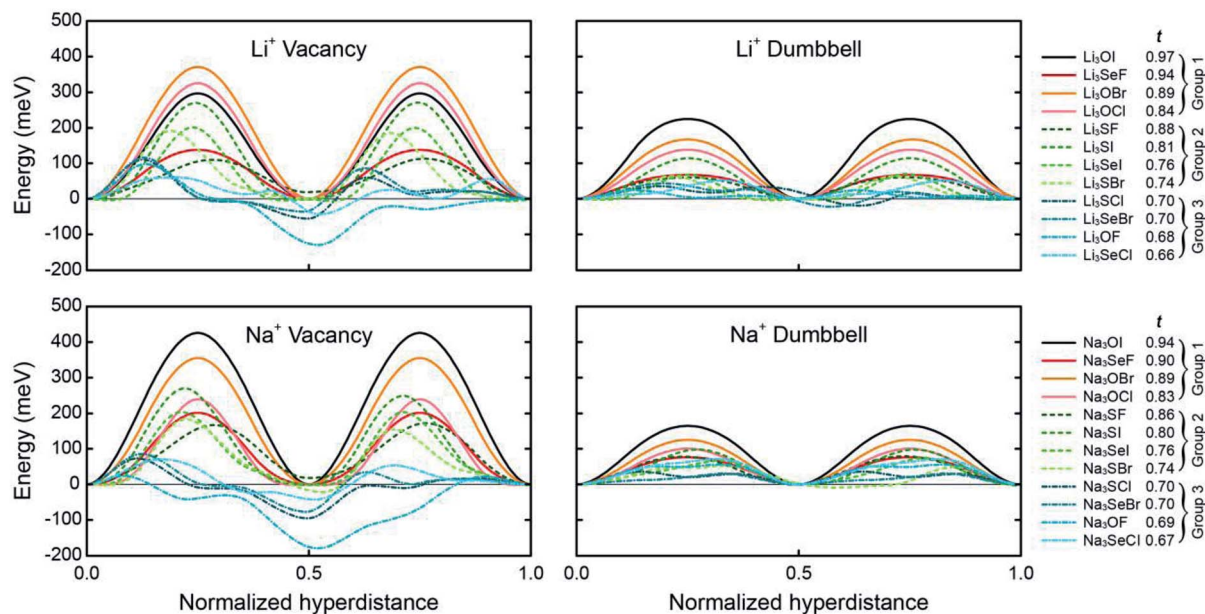 500
400
300
200
100
0
-100
-200
Energy (meV)
Li⁺ Vacancy
Li⁺ Dumbbell
t
Li₃OI 0.97
Li₃SeF 0.94
Li₃OBr 0.89
Li₃OCl 0.84
Group 1
Li₃SF 0.88
Li₃SI 0.81
Li₃SeI 0.76
Li₃SBr 0.74
Group 2
Li₃SCl 0.70
Li₃SeBr 0.70
Li₃OF 0.68
Li₃SeCl 0.66
Group 3
500
400
300
200
100
0
-100
-200
Energy (meV)
Na⁺ Vacancy
Na⁺ Dumbbell
t
Na₃OI 0.94
Na₃SeF 0.90
Na₃OBr 0.89
Na₃OCl 0.83
Group 1
Na₃SF 0.86
Na₃SI 0.80
Na₃SeI 0.76
Na₃SBr 0.74
Group 2
Na₃SCl 0.70
Na₃SeBr 0.70
Na₃OF 0.69
Na₃SeCl 0.67
Group 3
0.0 0.5 1.0
0.0 0.5 1.0
Normalized hyperdistance
Normalized hyperdistance